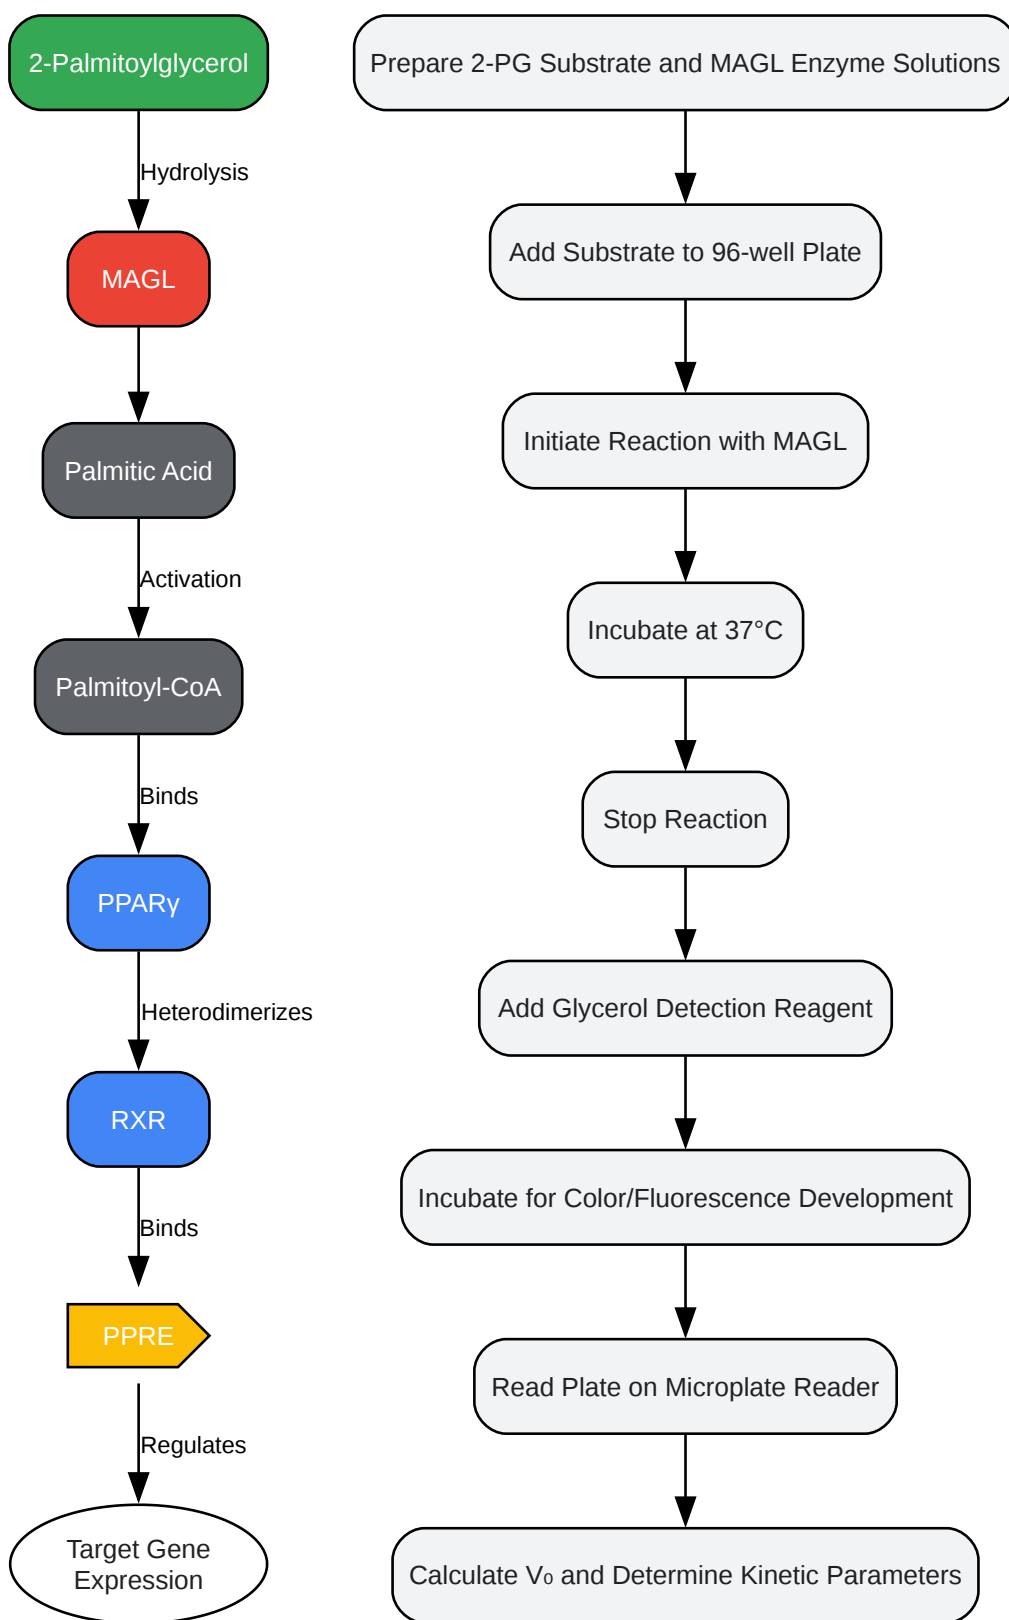 2-Palmitoylglycerol
Hydrolysis
MAGL
Palmitic Acid
Activation
Palmitoyl-CoA
Binds
PPARγ
Heterodimerizes
RXR
Binds
PPRE
Regulates
Target Gene
Expression
Prepare 2-PG Substrate and MAGL Enzyme Solutions
Add Substrate to 96-well Plate
Initiate Reaction with MAGL
Incubate at 37°C
Stop Reaction
Add Glycerol Detection Reagent
Incubate for Color/Fluorescence Development
Read Plate on Microplate Reader
Calculate V₀ and Determine Kinetic Parameters